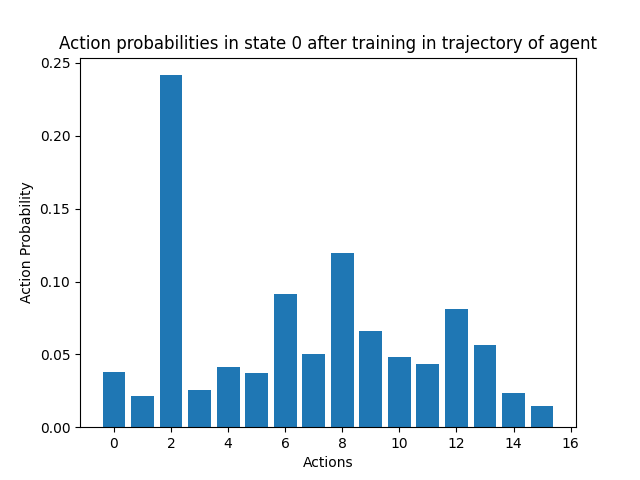 Action probabilities in state 0 after training in trajectory of agent
0.25
0.20
0.15
0.10
0.05
0.00
Action Probability
0 2 4 6 8 10 12 14 16
Actions